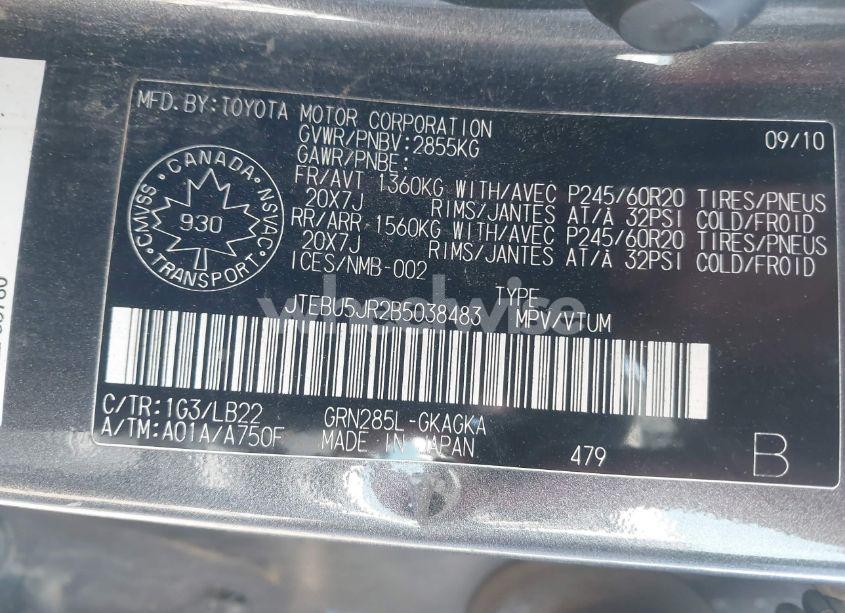 MFD.BY:TOYOTA MOTOR CORPORATION 09/10
GVWR/PNBV:2855KG
GAWR/PNBE:
FR/AVT 1360KG WITH/AVEC P245/60R20 TIRES/PNEUS
20X7J RIMS/JANTES AT/À 32PSI COLD/FROID
RR/ARR 1560KG WITH/AVEC P245/60R20 TIRES/PNEUS
20X7J RIMS/JANTES AT/À 32PSI COLD/FROID
ICES/NMB-002
CANADA
CMVSS
NSVAC
930
TRANSPORT
TYPE
JTEBU5JR2B5038483 MPV/VTUM
wheelwise
C/TR:1G3/LB22 GRN285L-GKAGKA
A/TM:A01A/A750F MADE IN JAPAN
479 B